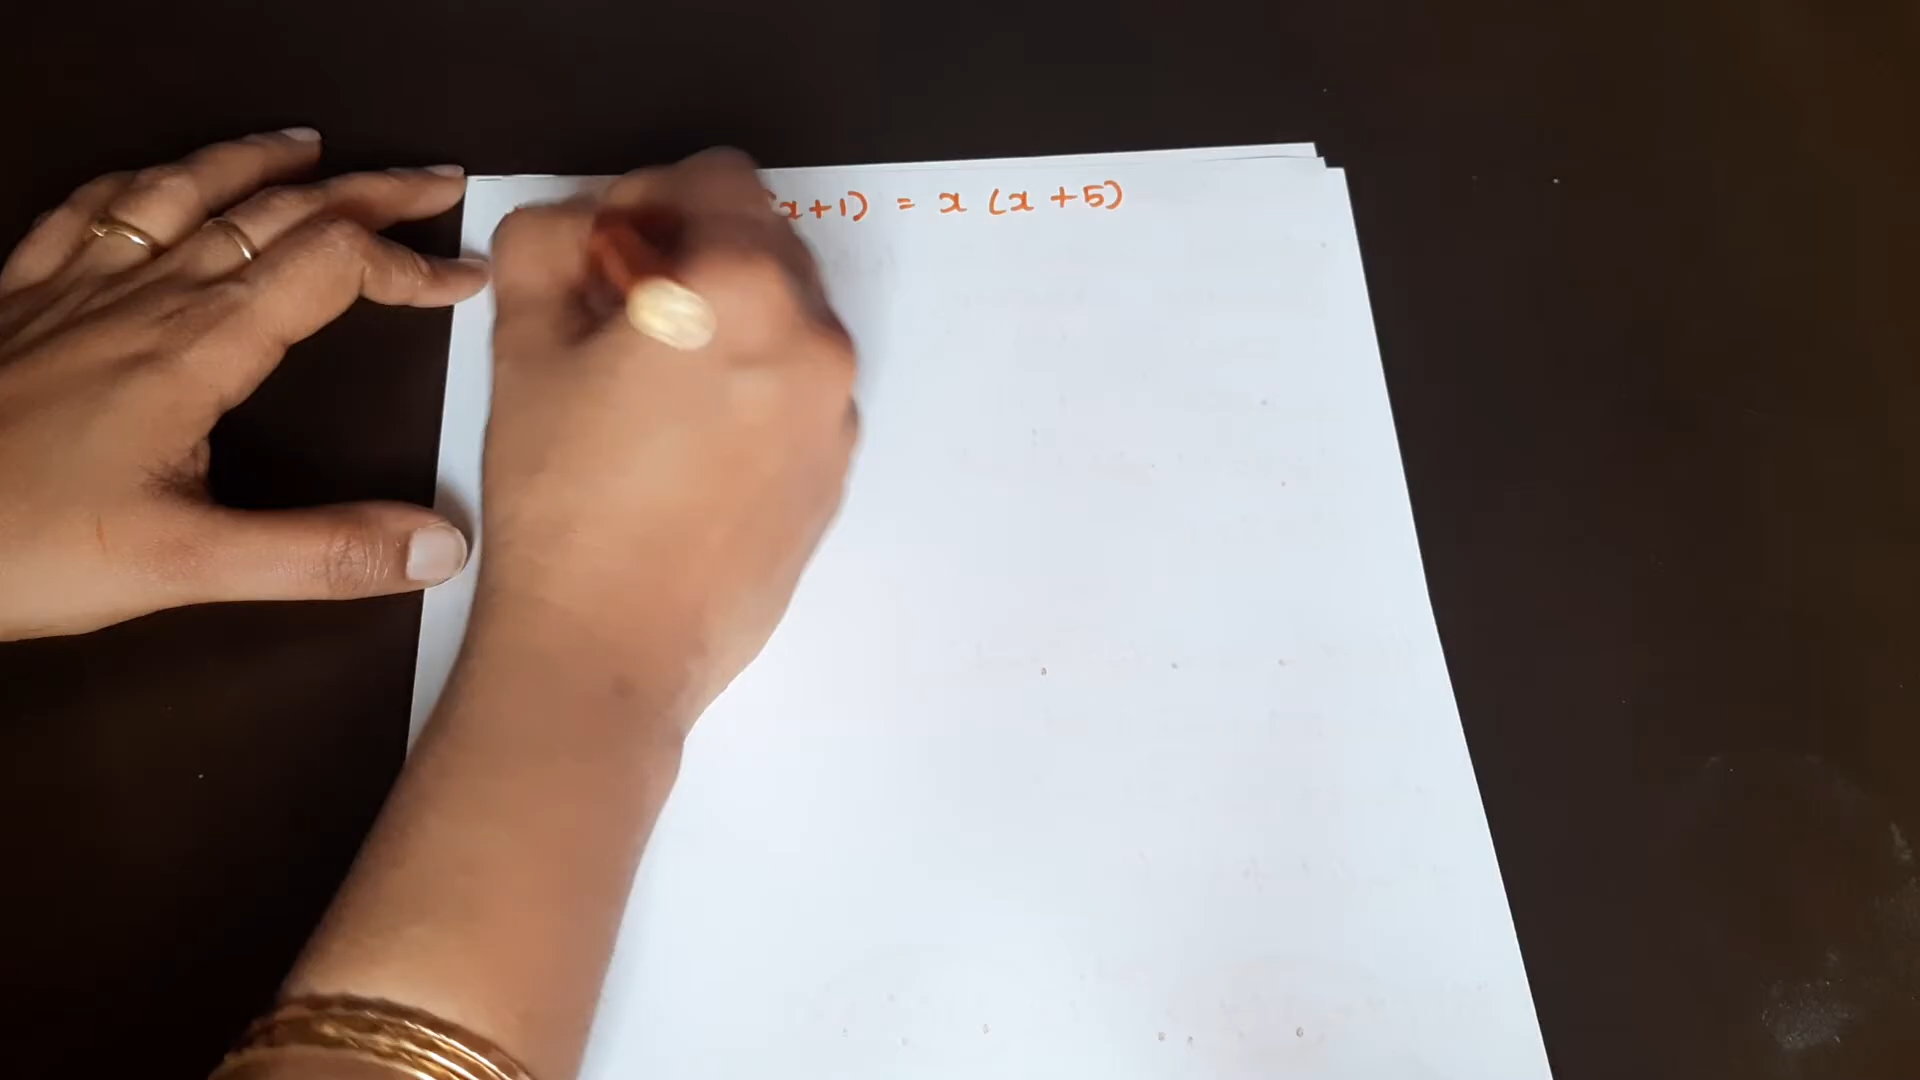 (x+1) = x (x+5)